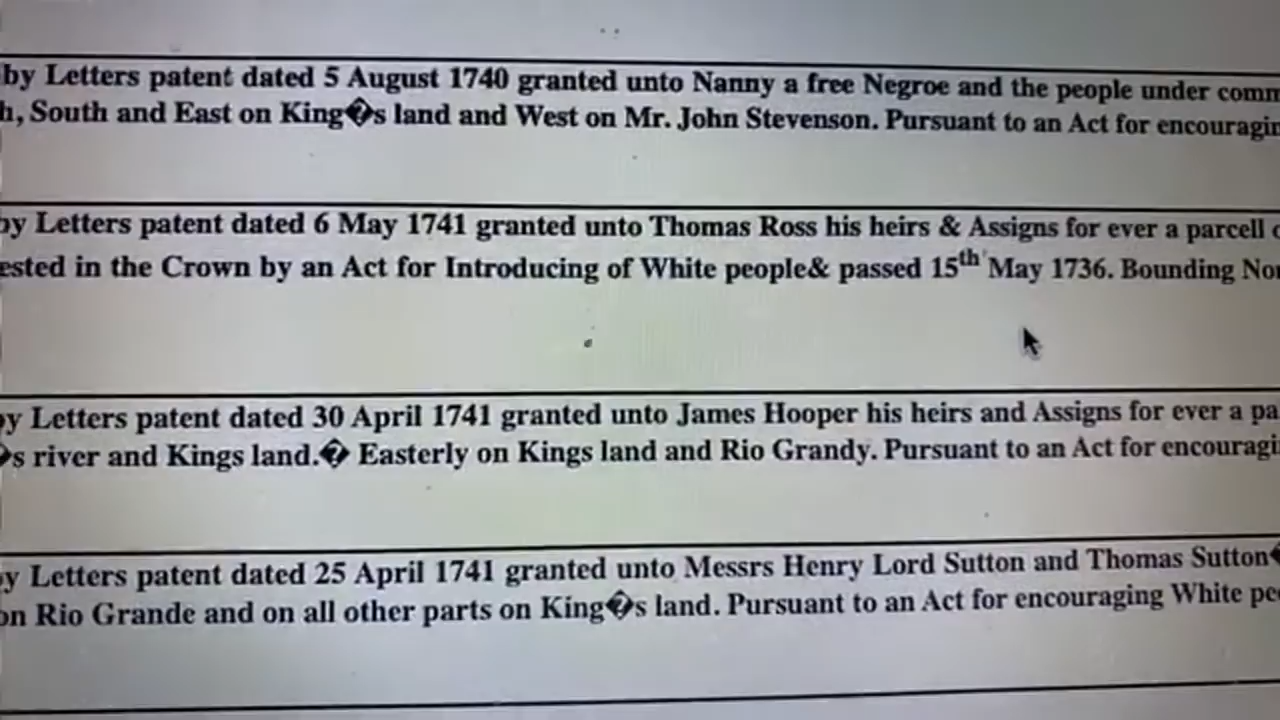 by Letters patent dated 5 August 1740 granted unto Nanny a free Negroe and the people under comm
h, South and East on King�s land and West on Mr. John Stevenson. Pursuant to an Act for encouragin
by Letters patent dated 6 May 1741 granted unto Thomas Ross his heirs & Assigns for ever a parcell
ested in the Crown by an Act for Introducing of White people& passed 15th May 1736. Bounding Nor
by Letters patent dated 30 April 1741 granted unto James Hooper his heirs and Assigns for ever a pa
�s river and Kings land.� Easterly on Kings land and Rio Grandy. Pursuant to an Act for encouragi
y Letters patent dated 25 April 1741 granted unto Messrs Henry Lord Sutton and Thomas Sutton�
on Rio Grande and on all other parts on King�s land. Pursuant to an Act for encouraging White pe